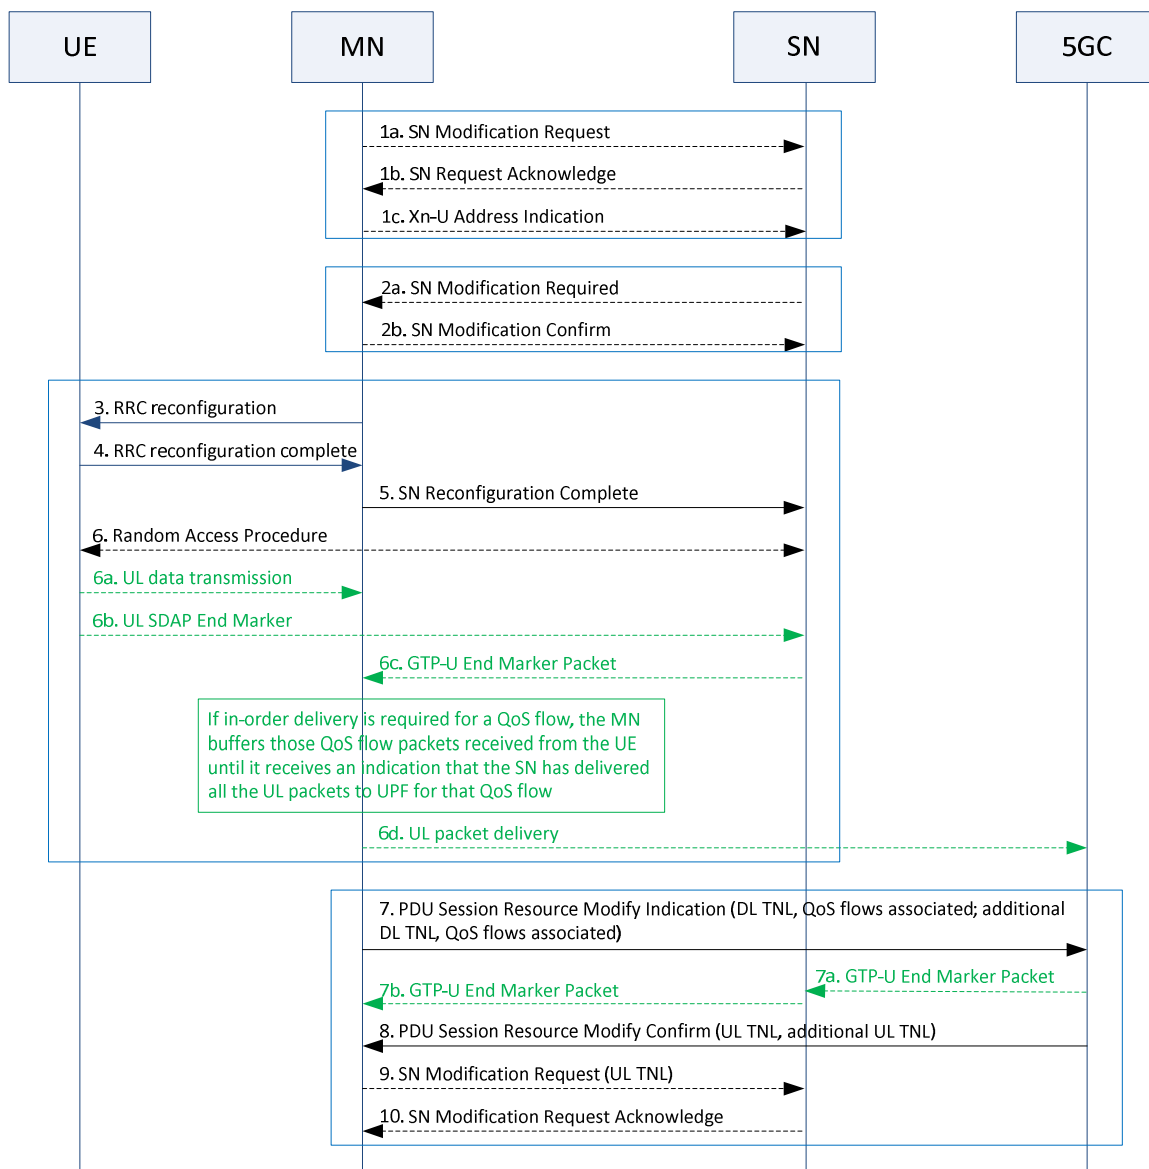 UE
MN
SN
5GC
1a. SN Modification Request
1b. SN Request Acknowledge
1c. Xn-U Address Indication
2a. SN Modification Required
2b. SN Modification Confirm
3. RRC reconfiguration
4. RRC reconfiguration complete
5. SN Reconfiguration Complete
6. Random Access Procedure
6a. UL data transmission
6b. UL SDAP End Marker
6c. GTP-U End Marker Packet
If in-order delivery is required for a QoS flow, the MN
buffers those QoS flow packets received from the UE
until it receives an indication that the SN has delivered
all the UL packets to UPF for that QoS flow
6d. UL packet delivery
7. PDU Session Resource Modify Indication (DL TNL, QoS flows associated; additional
DL TNL, QoS flows associated)
7a. GTP-U End Marker Packet
7b. GTP-U End Marker Packet
8. PDU Session Resource Modify Confirm (UL TNL, additional UL TNL)
9. SN Modification Request (UL TNL)
10. SN Modification Request Acknowledge